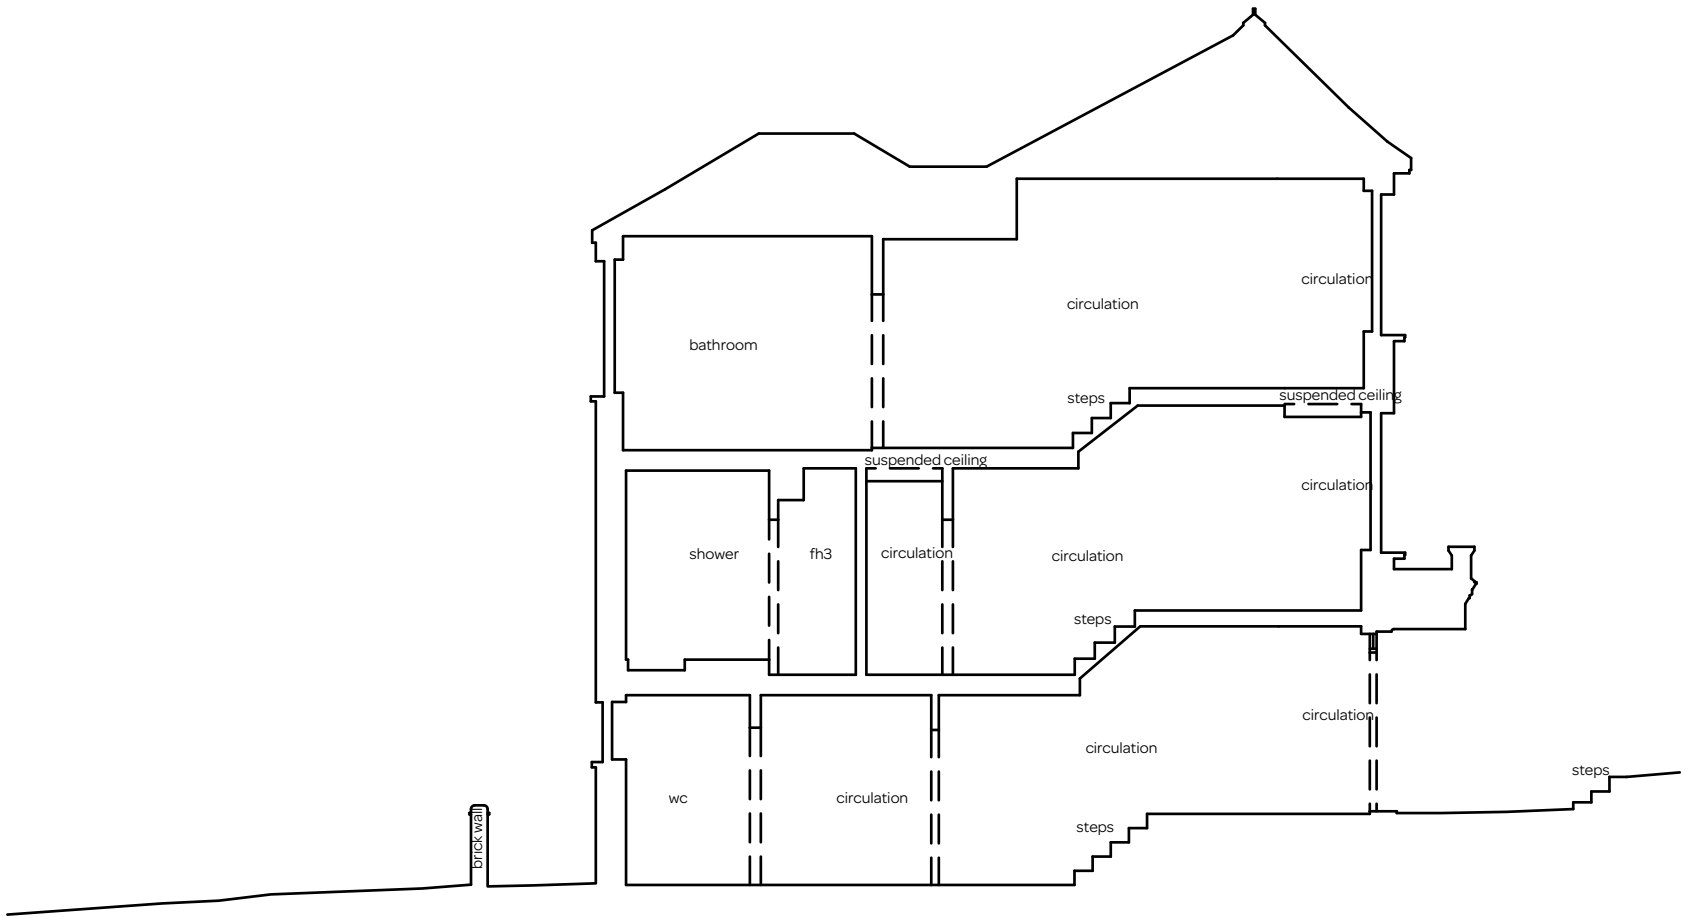 circulation
circulation
bathroom
suspended ceiling
steps
suspended ceiling
circulation
shower
fh3
circulation
circulation
steps
circulation
circulation
steps
wc
circulation
steps
brick wall